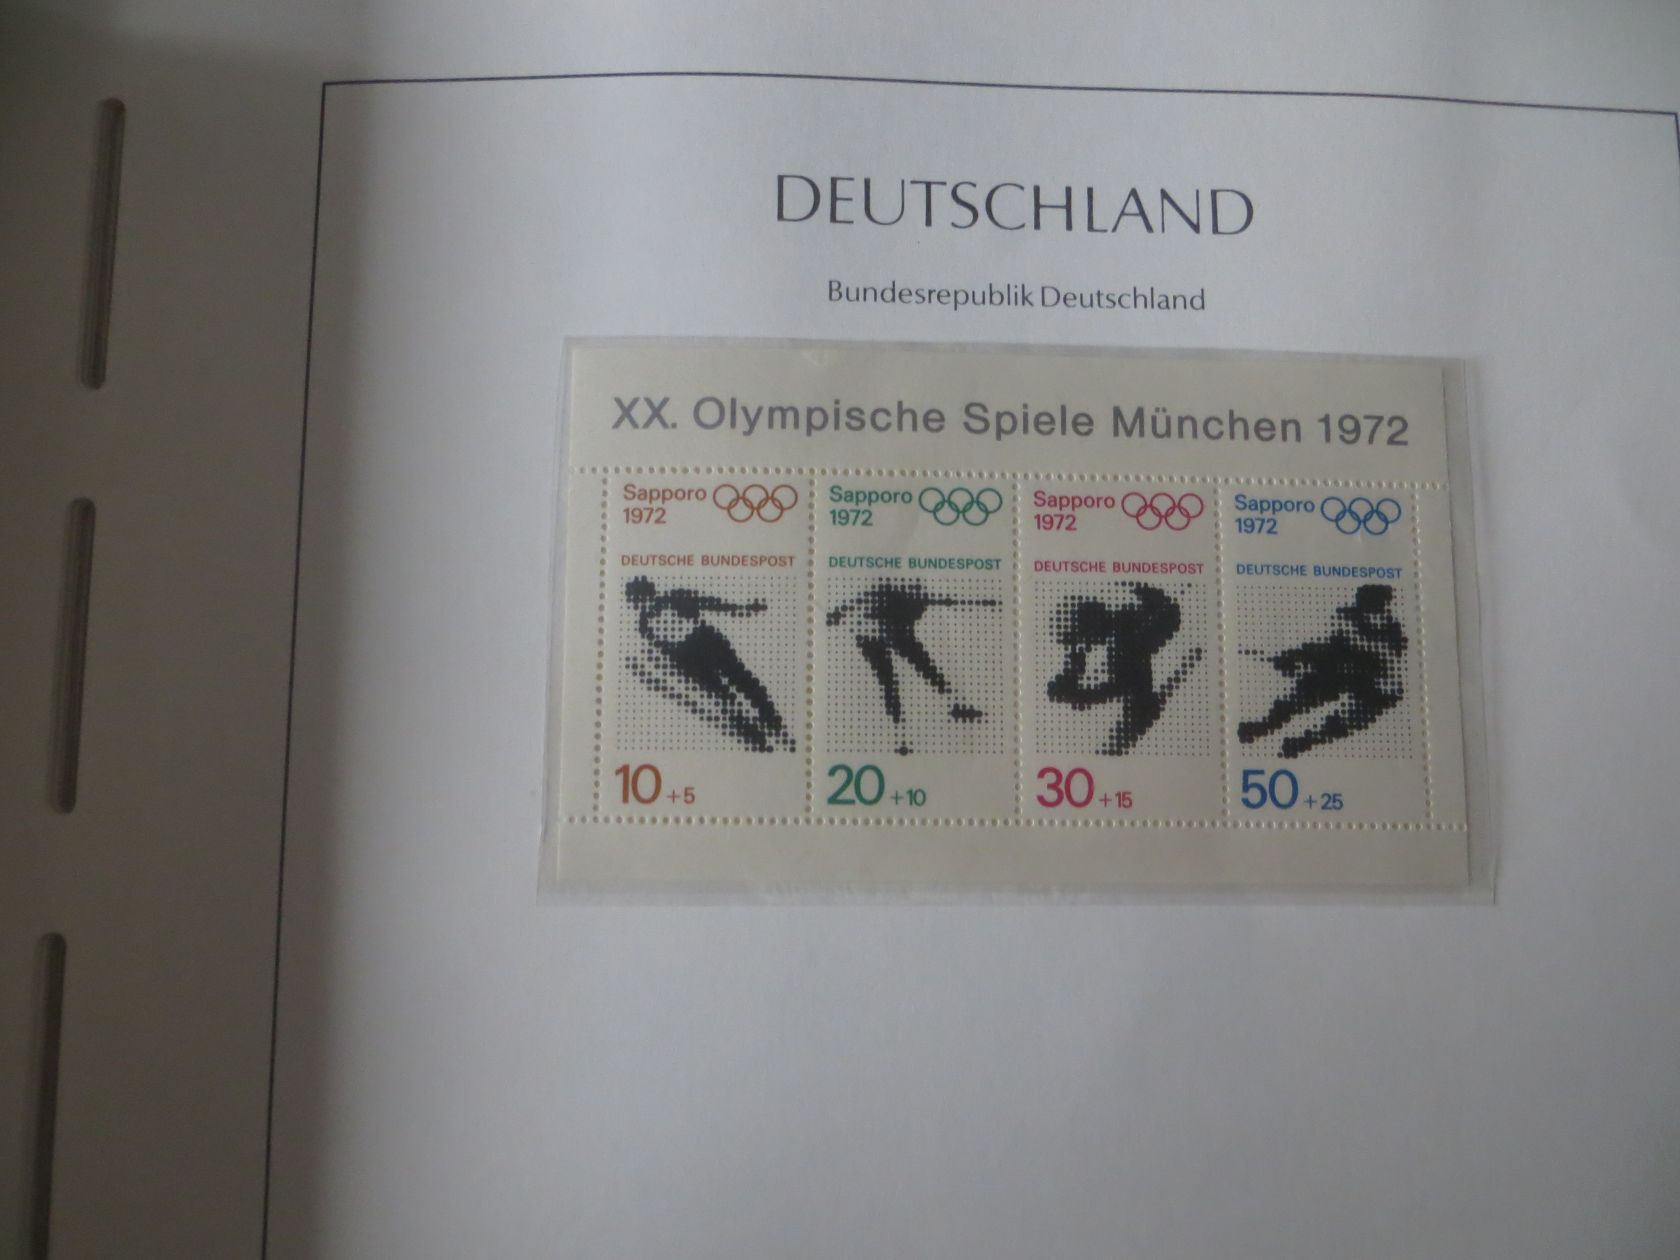 DEUTSCHLAND
Bundesrepublik Deutschland
XX. Olympische Spiele München 1972
Sapporo
1972
DEUTSCHE BUNDESPOST
10 +5
Sapporo
1972
DEUTSCHE BUNDESPOST
20 +10
Sapporo
1972
DEUTSCHE BUNDESPOST
30 +15
Sapporo
1972
DEUTSCHE BUNDESPOST
50 +25